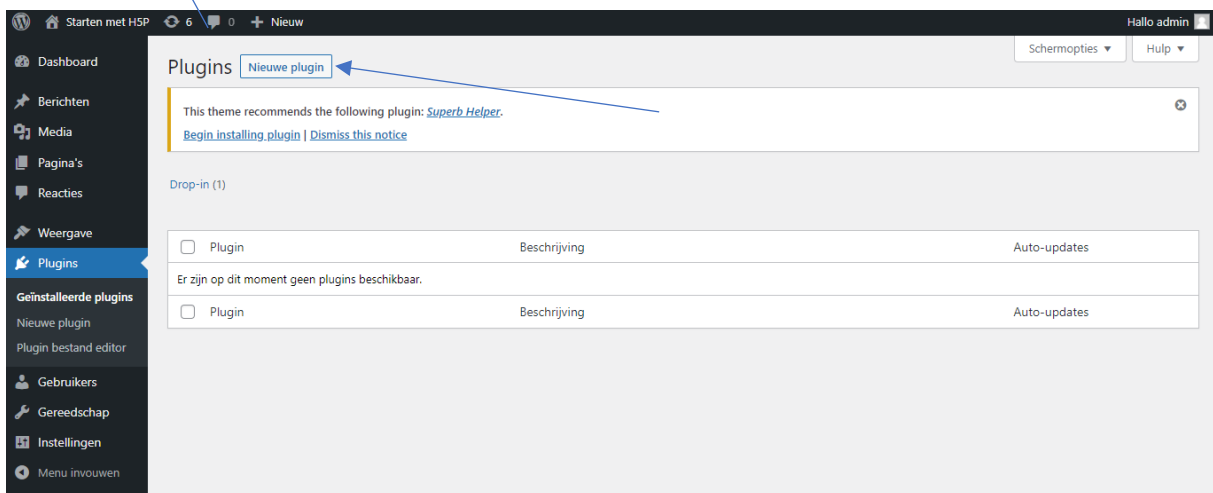 Starten met H5P 6 0 Nieuw Hallo admin
Dashboard
Berichten
Media
Pagina's
Reacties
Weergave
Plugins
Geïnstalleerde plugins
Nieuwe plugin
Plugin bestand editor
Gebruikers
Gereedschap
Instellingen
Menu invouwen
Schermopties Hulp
Plugins Nieuwe plugin
This theme recommends the following plugin: Superb Helper.
Begin installing plugin | Dismiss this notice
Drop-in (1)
Plugin Beschrijving Auto-updates
Er zijn op dit moment geen plugins beschikbaar.
Plugin Beschrijving Auto-updates